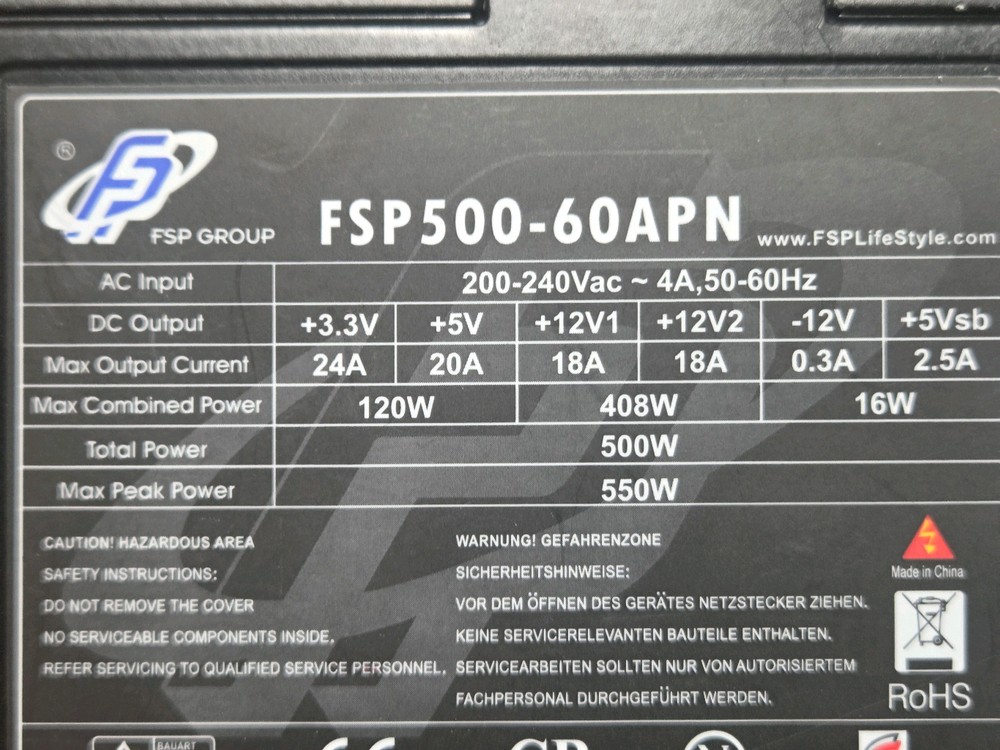 ®
FSP GROUP
FSP500-60APN
www.FSPLifeStyle.com
AC Input 200-240Vac ~ 4A,50-60Hz
DC Output +3.3V +5V +12V1 +12V2 -12V +5Vsb
Max Output Current 24A 20A 18A 18A 0.3A 2.5A
Max Combined Power 120W 408W 16W
Total Power 500W
Max Peak Power 550W
CAUTION! HAZARDOUS AREA
SAFETY INSTRUCTIONS:
DO NOT REMOVE THE COVER
NO SERVICEABLE COMPONENTS INSIDE,
REFER SERVICING TO QUALIFIED SERVICE PERSONNEL.
WARNUNG! GEFAHRENZONE
SICHERHEITSHINWEISE:
VOR DEM ÖFFNEN DES GERÄTES NETZSTECKER ZIEHEN.
KEINE SERVICERELEVANTEN BAUTEILE ENTHALTEN.
SERVICEARBEITEN SOLLTEN NUR VON AUTORISIERTEM
FACHPERSONAL DURCHGEFÜHRT WERDEN.
Made in China
RoHS
BAUART